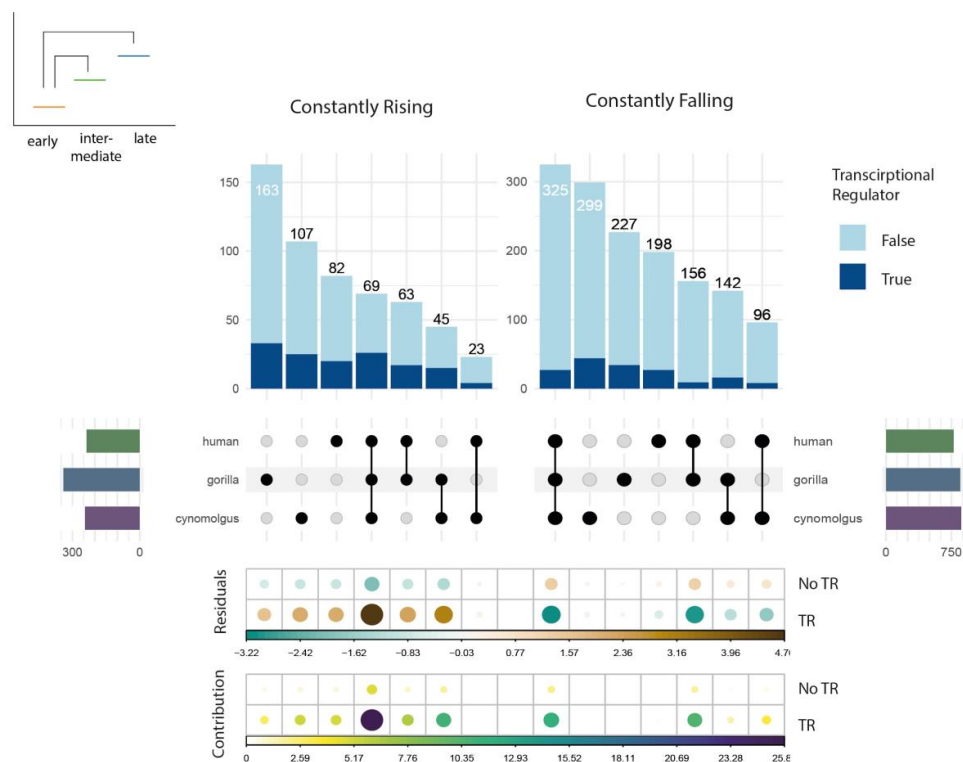 early
inter-
mediate
late
Constantly Rising
Constantly Falling
150
100
50
0
163
107
82
69
63
45
23
300
200
100
0
325
299
227
198
156
142
96
Transcirptional
Regulator
False
True
human
gorilla
cynomolgus
300 0
human
gorilla
cynomolgus
0 750
Residuals
No TR
TR
−3.22 −2.42 −1.62 −0.83 −0.03 0.77 1.57 2.36 3.16 3.96
Contribution
No TR
TR
0 2.59 5.17 7.76 10.35 12.93 15.52 18.11 20.69 23.28